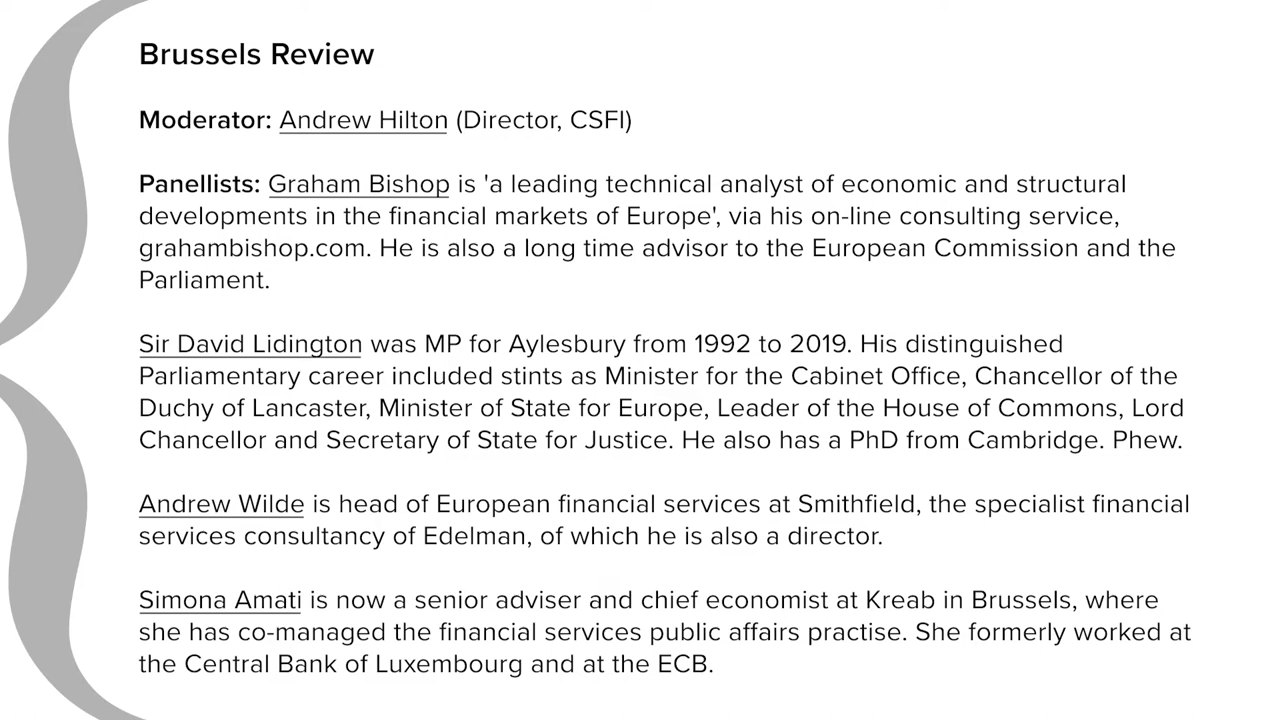 Brussels Review
Moderator: Andrew Hilton (Director, CSFI)
Panellists: Graham Bishop is 'a leading technical analyst of economic and structural
developments in the financial markets of Europe', via his on-line consulting service,
grahambishop.com. He is also a long time advisor to the European Commission and the
Parliament.
Sir David Lidington was MP for Aylesbury from 1992 to 2019. His distinguished
Parliamentary career included stints as Minister for the Cabinet Office, Chancellor of the
Duchy of Lancaster, Minister of State for Europe, Leader of the House of Commons, Lord
Chancellor and Secretary of State for Justice. He also has a PhD from Cambridge. Phew.
Andrew Wilde is head of European financial services at Smithfield, the specialist financial
services consultancy of Edelman, of which he is also a director.
Simona Amati is now a senior adviser and chief economist at Kreab in Brussels, where
she has co-managed the financial services public affairs practise. She formerly worked at
the Central Bank of Luxembourg and at the ECB.